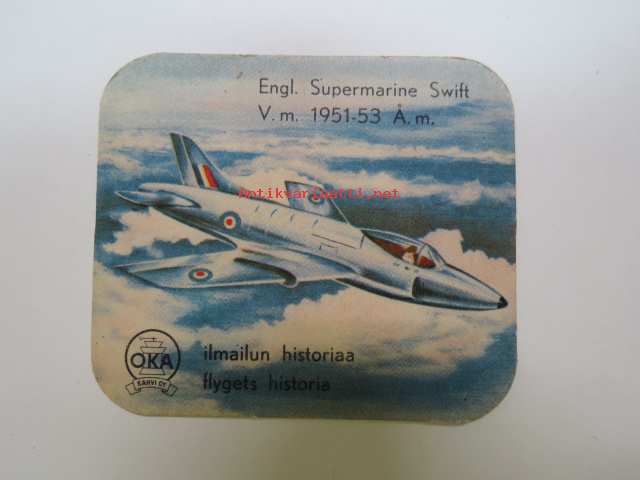 Engl. Supermarine Swift
V.m. 1951-53 Å.m.
Antikvariaatti.net
OKA
KAHVI OY
ilmailun historiaa
flygets historia